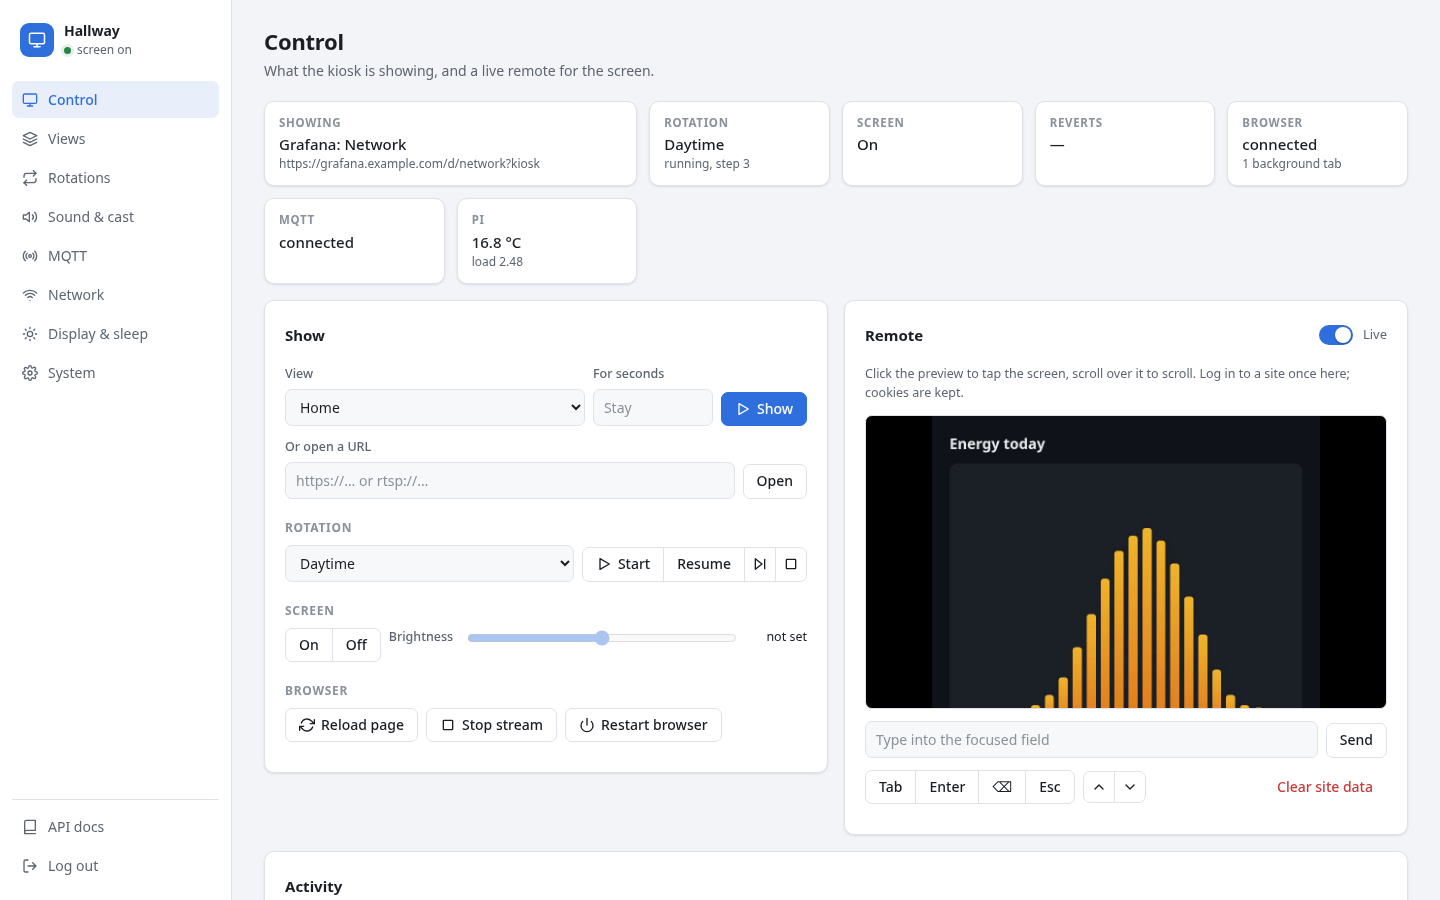 Hallway
screen on
Control
Views
Rotations
Sound & cast
MQTT
Network
Display & sleep
System
API docs
Log out
Control
What the kiosk is showing, and a live remote for the screen.
SHOWING
Grafana: Network
https://grafana.example.com/d/network?kiosk
ROTATION
Daytime
running, step 3
SCREEN
On
REVERTS
—
BROWSER
connected
1 background tab
MQTT
connected
PI
16.8 °C
load 2.48
Show
View
For seconds
Home
Stay
Show
Or open a URL
https://... or rtsp://...
Open
ROTATION
Daytime
Start
Resume
SCREEN
On
Off
Brightness
not set
BROWSER
Reload page
Stop stream
Restart browser
Remote
Live
Click the preview to tap the screen, scroll over it to scroll. Log in to a site once here;
cookies are kept.
Energy today
Type into the focused field
Send
Tab
Enter
⌫
Esc
Clear site data
Activity